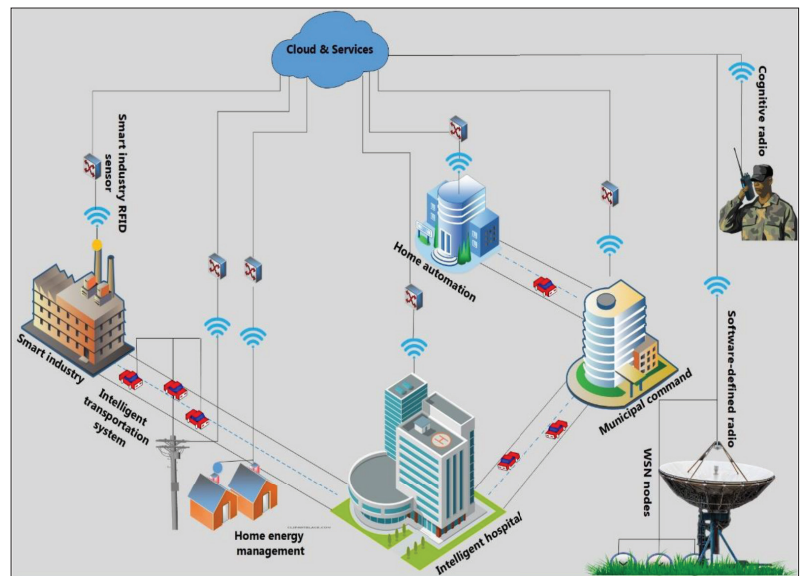 Cloud & Services
Cognitive radio
Smart industry RFID
sensor
Home automation
Smart industry
Intelligent
transportation
system
Municipal command
Software-defined radio
WSN nodes
Home energy
management
Intelligent hospital
H